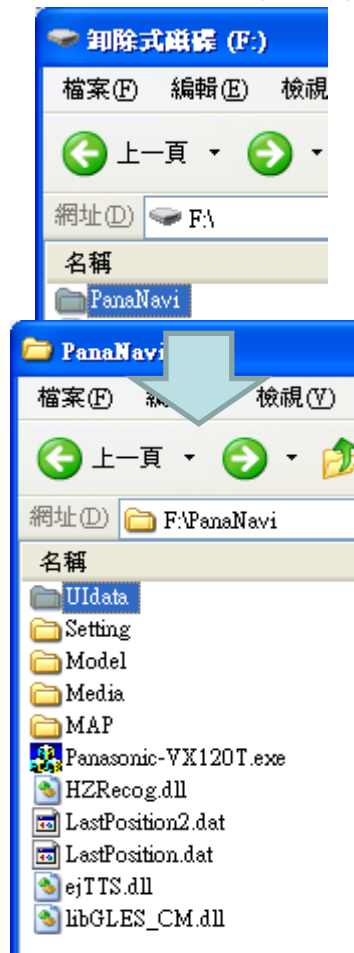 卸除式磁碟 (F:)
檔案(F) 編輯(E) 檢視
上一頁
網址(D) F:\
名稱
PanaNavi
PanaNavi
檔案(F) 檢視(V)
上一頁
網址(D) F:\PanaNavi
名稱
UIdata
Setting
Model
Media
MAP
Panasonic-VX120T.exe
HZRecog.dll
LastPosition2.dat
LastPosition.dat
ejTTS.dll
libGLES_CM.dll